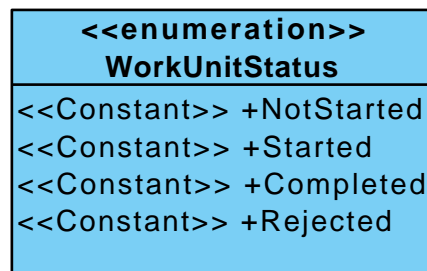 <<enumeration>>
WorkUnitStatus
<<Constant>> +NotStarted
<<Constant>> +Started
<<Constant>> +Completed
<<Constant>> +Rejected